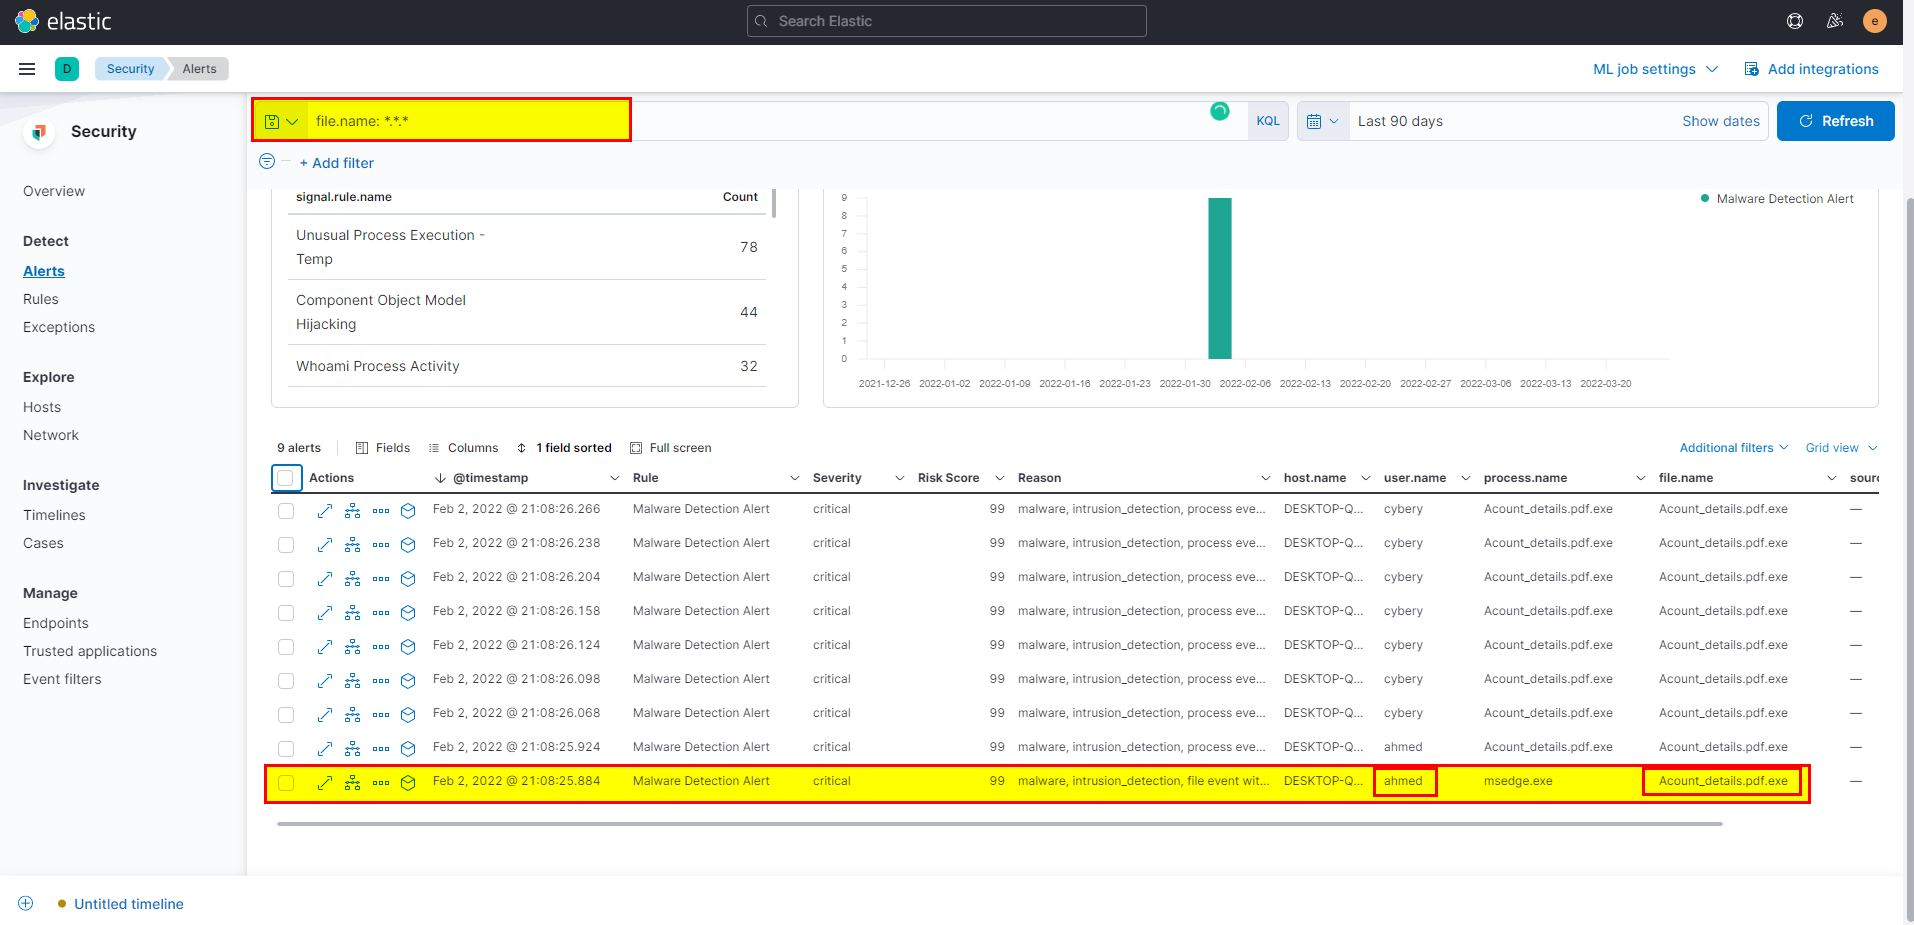 elastic
Search Elastic
e
D
Security
Alerts
ML job settings
Add integrations
Security
file.name: *.*.*
KQL
Last 90 days
Show dates
Refresh
+ Add filter
Overview
Detect
Alerts
Rules
Exceptions
Explore
Hosts
Network
Investigate
Timelines
Cases
Manage
Endpoints
Trusted applications
Event filters
signal.rule.name Count
Unusual Process Execution -
Temp
78
Component Object Model
Hijacking
44
Whoami Process Activity 32
9
8
7
6
5
4
3
2
1
0
2021-12-26 2022-01-02 2022-01-09 2022-01-16 2022-01-23 2022-01-30 2022-02-06 2022-02-13 2022-02-20 2022-02-27 2022-03-06 2022-03-13 2022-03-20
Malware Detection Alert
9 alerts Fields Columns 1 field sorted Full screen Additional filters Grid view
Actions @timestamp Rule Severity Risk Score Reason host.name user.name process.name file.name sourc
Feb 2, 2022 @ 21:08:26.266 Malware Detection Alert critical 99 malware, intrusion_detection, process eve... DESKTOP-Q... cybery Acount_details.pdf.exe Acount_details.pdf.exe —
Feb 2, 2022 @ 21:08:26.238 Malware Detection Alert critical 99 malware, intrusion_detection, process eve... DESKTOP-Q... cybery Acount_details.pdf.exe Acount_details.pdf.exe —
Feb 2, 2022 @ 21:08:26.204 Malware Detection Alert critical 99 malware, intrusion_detection, process eve... DESKTOP-Q... cybery Acount_details.pdf.exe Acount_details.pdf.exe —
Feb 2, 2022 @ 21:08:26.158 Malware Detection Alert critical 99 malware, intrusion_detection, process eve... DESKTOP-Q... cybery Acount_details.pdf.exe Acount_details.pdf.exe —
Feb 2, 2022 @ 21:08:26.124 Malware Detection Alert critical 99 malware, intrusion_detection, process eve... DESKTOP-Q... cybery Acount_details.pdf.exe Acount_details.pdf.exe —
Feb 2, 2022 @ 21:08:26.098 Malware Detection Alert critical 99 malware, intrusion_detection, process eve... DESKTOP-Q... cybery Acount_details.pdf.exe Acount_details.pdf.exe —
Feb 2, 2022 @ 21:08:26.068 Malware Detection Alert critical 99 malware, intrusion_detection, process eve... DESKTOP-Q... cybery Acount_details.pdf.exe Acount_details.pdf.exe —
Feb 2, 2022 @ 21:08:25.924 Malware Detection Alert critical 99 malware, intrusion_detection, process eve... DESKTOP-Q... ahmed Acount_details.pdf.exe Acount_details.pdf.exe —
Feb 2, 2022 @ 21:08:25.884 Malware Detection Alert critical 99 malware, intrusion_detection, file event wit... DESKTOP-Q... ahmed msedge.exe Acount_details.pdf.exe —
Untitled timeline